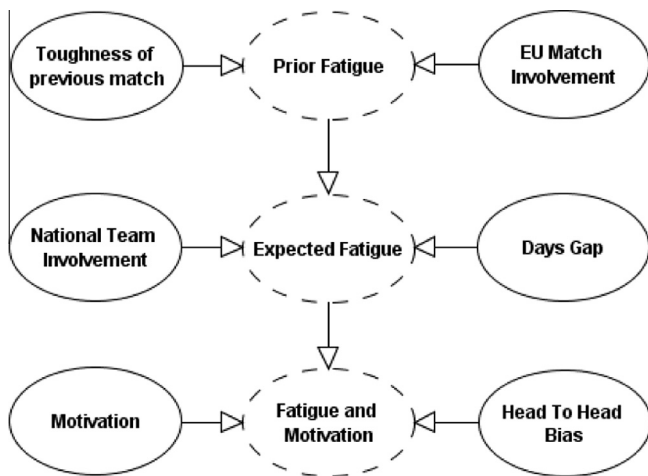 Toughness of
previous match
Prior Fatigue
EU Match
Involvement
National Team
Involvement
Expected Fatigue
Days Gap
Motivation
Fatigue and
Motivation
Head To Head
Bias